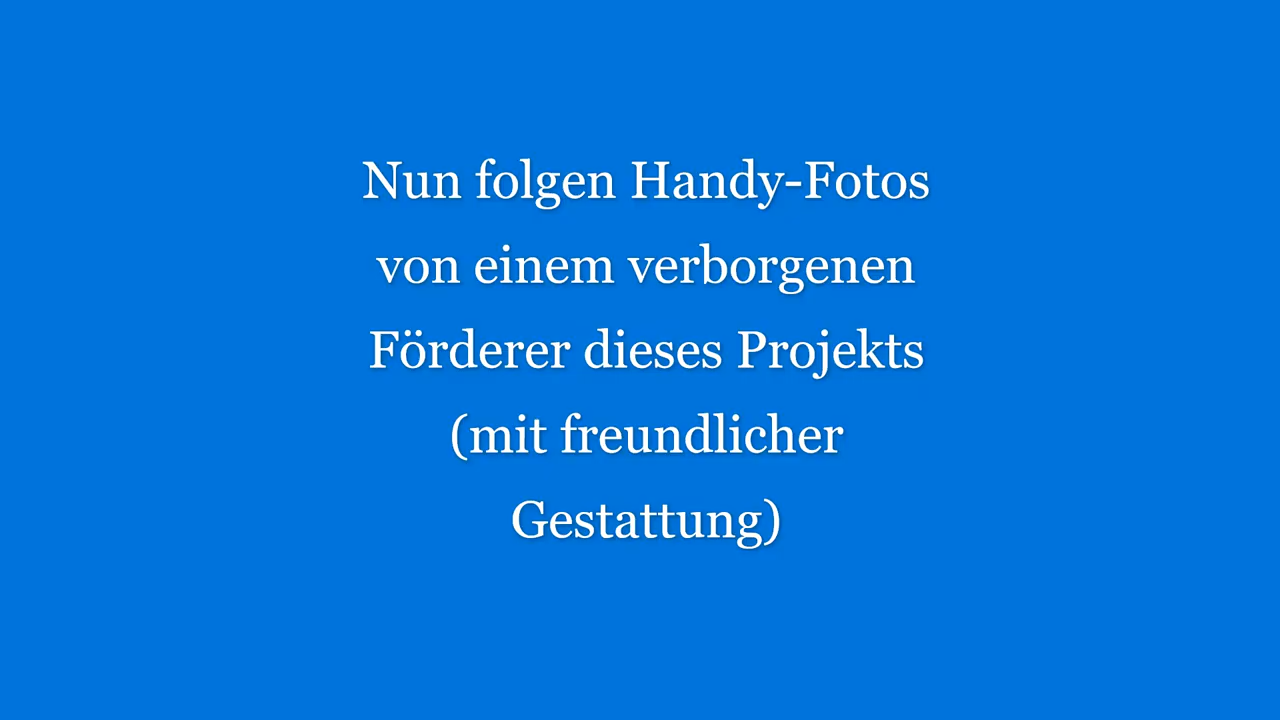 Nun folgen Handy-Fotos
von einem verborgenen
Förderer dieses Projekts
(mit freundlicher
Gestattung)